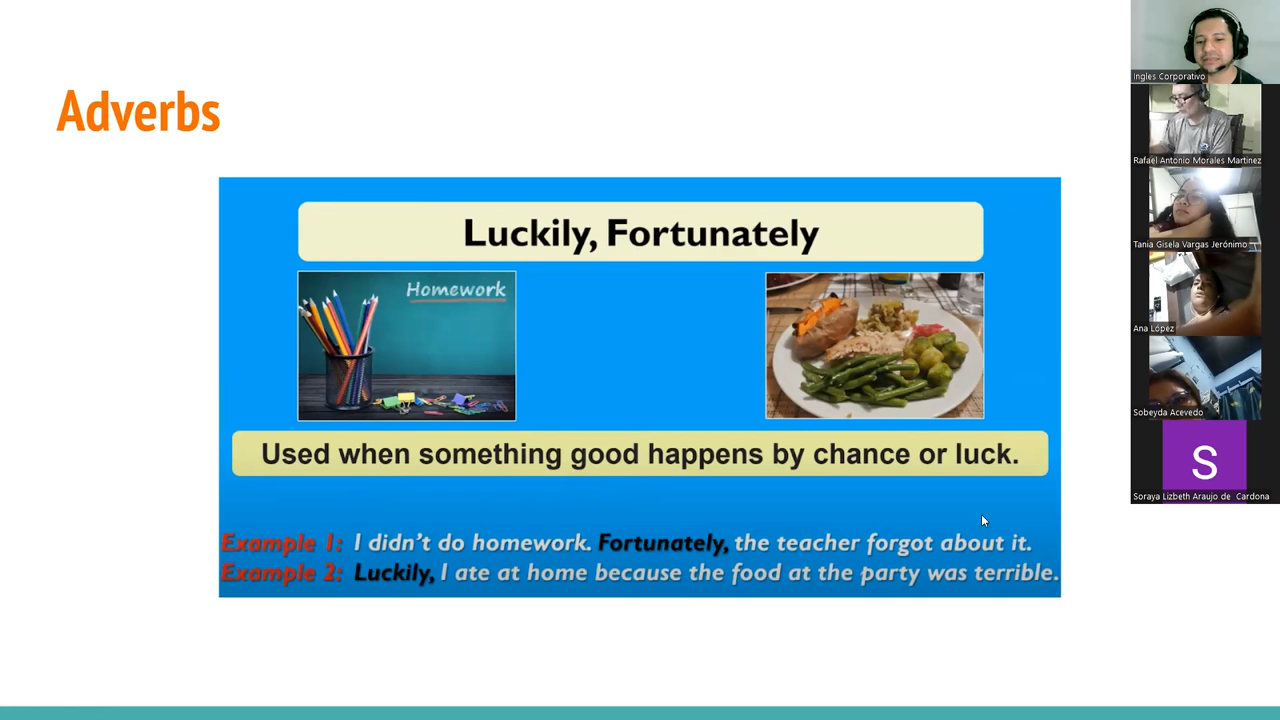 Adverbs
Luckily, Fortunately
Homework
Used when something good happens by chance or luck.
Example 1: I didn't do homework. Fortunately, the teacher forgot about it.
Example 2: Luckily, I ate at home because the food at the party was terrible.
Ingles Corporativo
Rafael Antonio Morales Martinez
Tania Gisela Vargas Jerónimo
Ana López
Sobeyda Acevedo
S
Soraya Lizbeth Araujo de Cardona